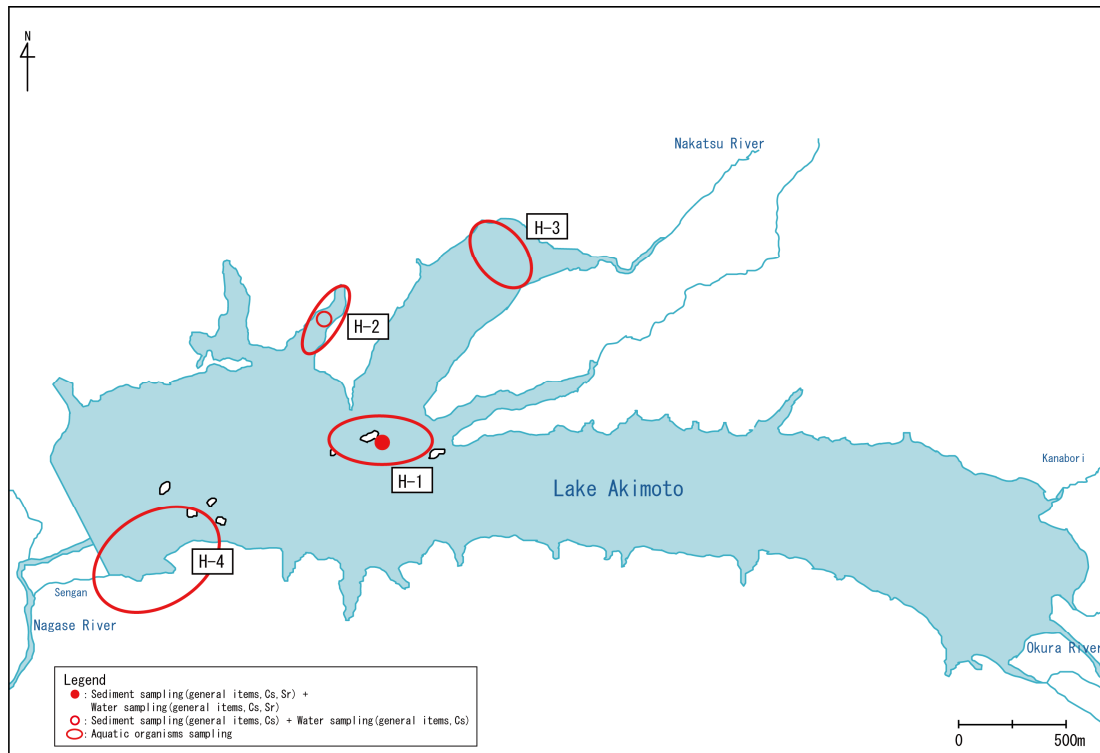 N
Nakatsu River
H-3
H-2
H-1
Lake Akimoto
Kanabori
H-4
Sengan
Nagase River
Okura River
Legend
: Sediment sampling(general items,Cs,Sr) +
Water sampling(general items,Cs,Sr)
: Sediment sampling(general items,Cs) + Water sampling(general items,Cs)
: Aquatic organisms sampling
0 500m